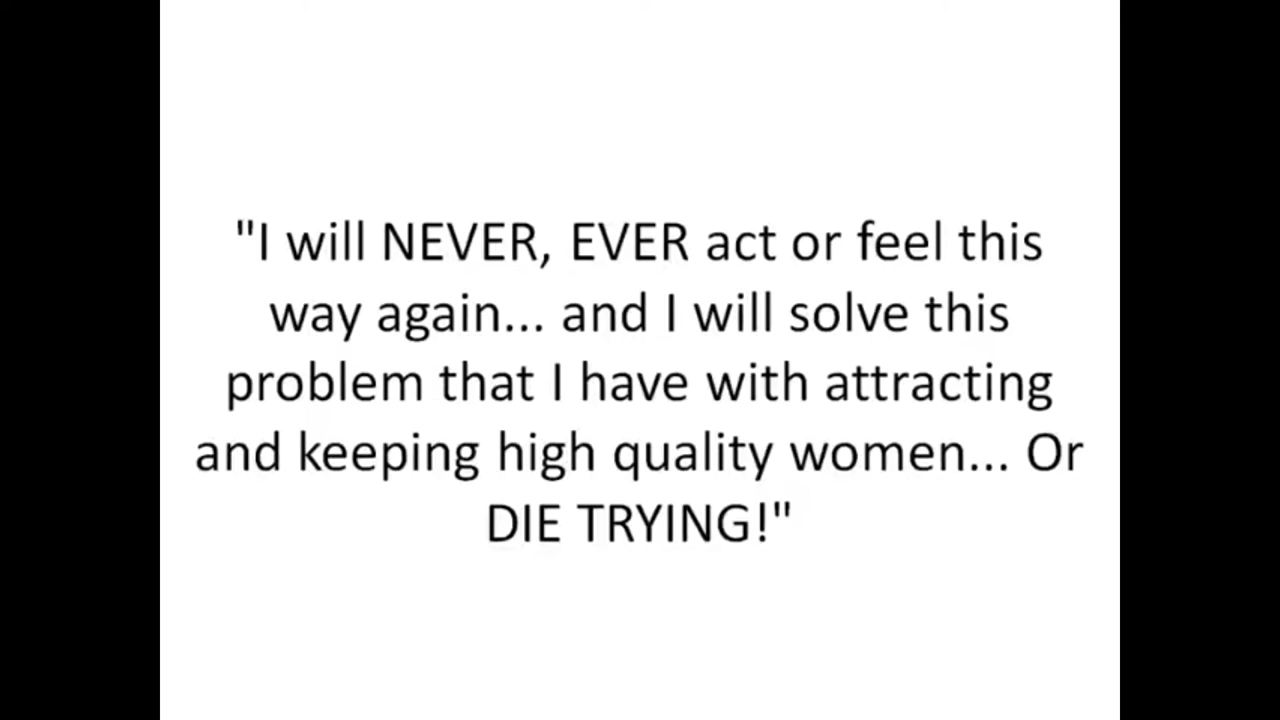 "I will NEVER, EVER act or feel this
way again... and I will solve this
problem that I have with attracting
and keeping high quality women... Or
DIE TRYING!"